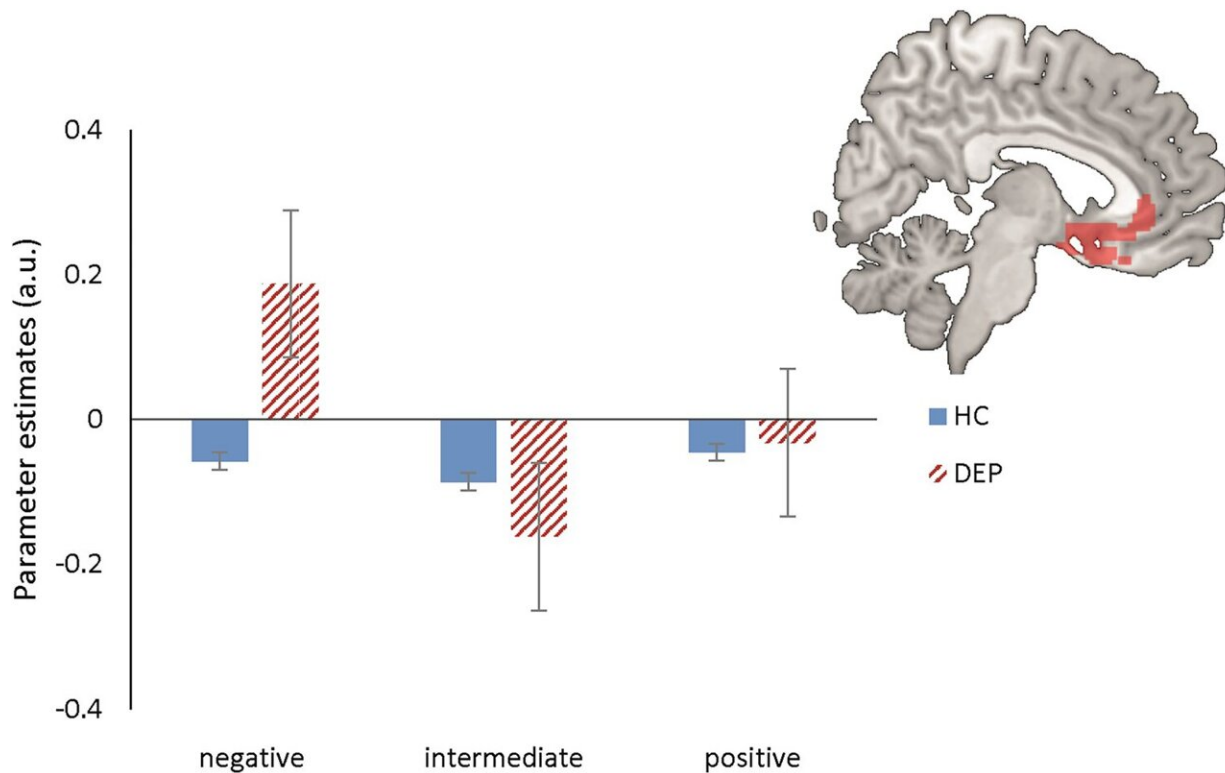 Parameter estimates (a.u.)
0.4
0.2
0
-0.2
-0.4
negative
intermediate
positive
HC
DEP